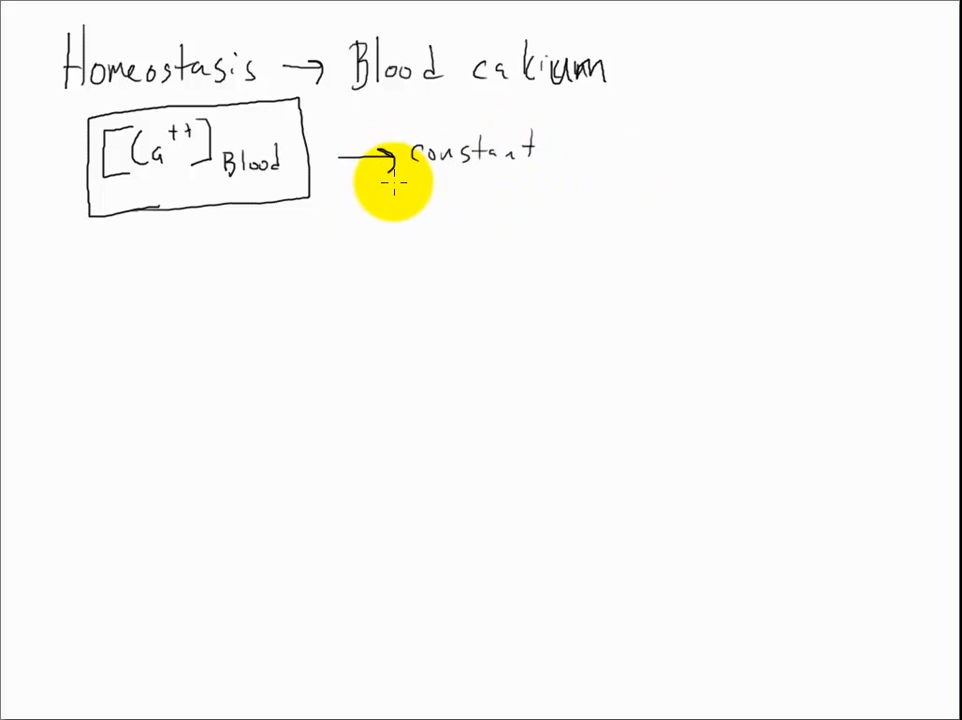 Homeostasis → Blood calcium
[Ca++]Blood → constant